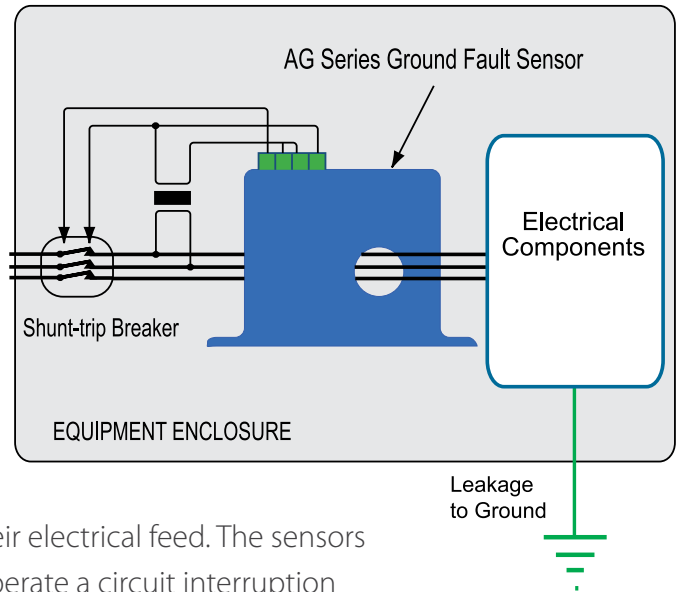 AG Series Ground Fault Sensor
Electrical
Components
Shunt-trip Breaker
EQUIPMENT ENCLOSURE
Leakage
to Ground
eir electrical feed. The sensors
perate a circuit interruption